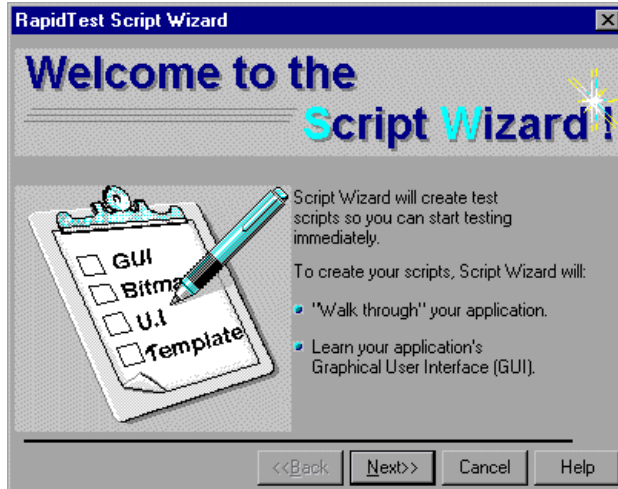 RapidTest Script Wizard
Welcome to the
Script Wizard !
Script Wizard will create test
scripts so you can start testing
immediately.
To create your scripts, Script Wizard will:
"Walk through" your application.
Learn your application's
Graphical User Interface (GUI).
GUI
Bitma
U.I
Template
<<Back
Next>>
Cancel
Help